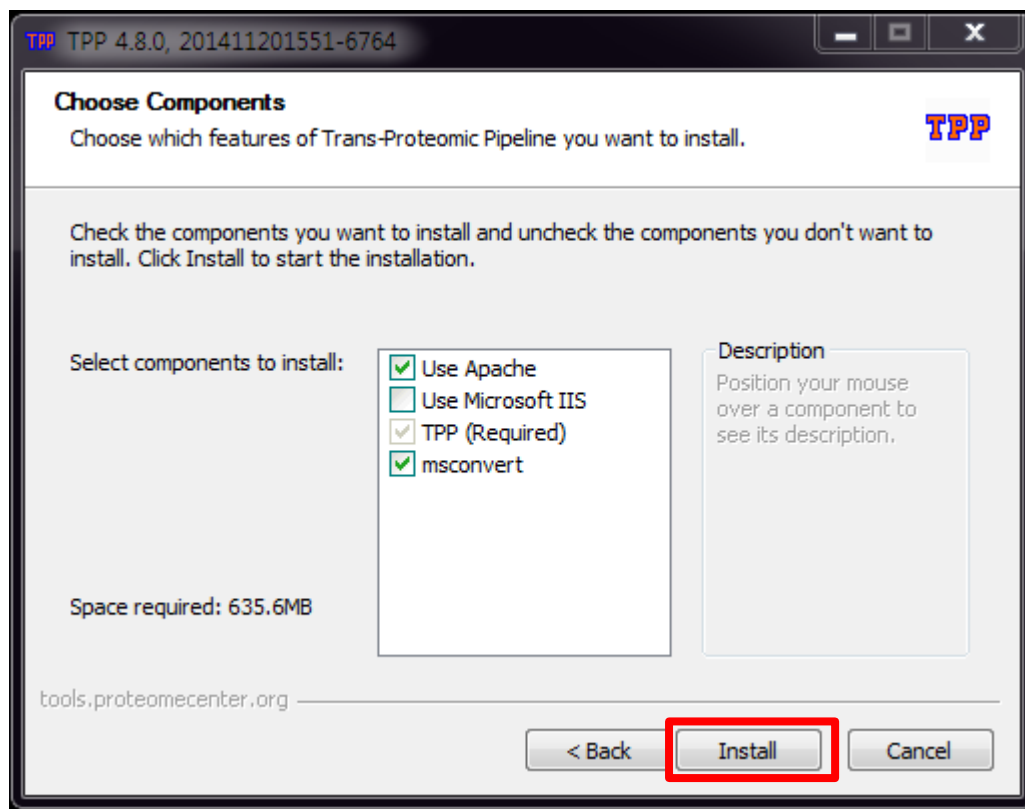 TPP TPP 4.8.0, 201411201551-6764
Choose Components
Choose which features of Trans-Proteomic Pipeline you want to install.
TPP
Check the components you want to install and uncheck the components you don't want to
install. Click Install to start the installation.
Select components to install:
Use Apache
Use Microsoft IIS
TPP (Required)
msconvert
Description
Position your mouse
over a component to
see its description.
Space required: 635.6MB
tools.proteomecenter.org
< Back
Install
Cancel